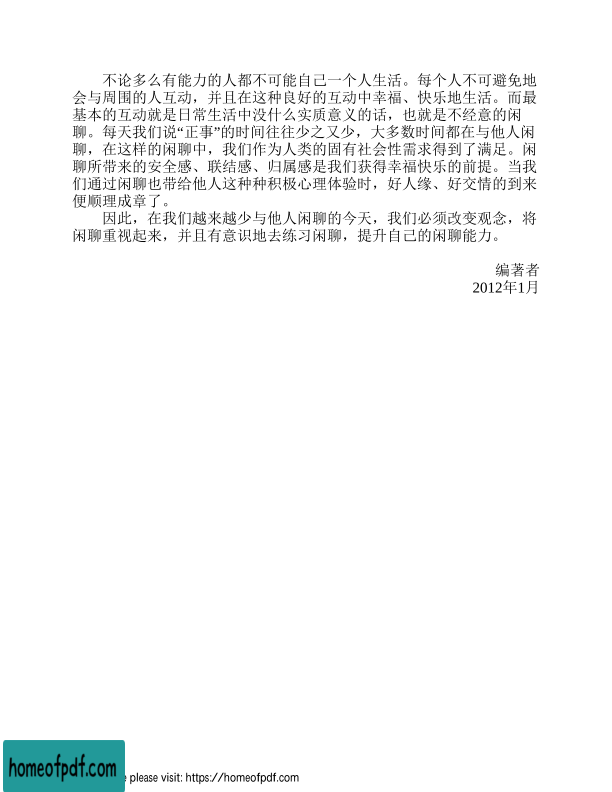 不论多么有能力的人都不可能自己一个人生活。每个人不可避免地
会与周围的人互动，并且在这种良好的互动中幸福、快乐地生活。而最
基本的互动就是日常生活中没什么实质意义的话，也就是不经意的闲
聊。每天我们说“正事”的时间往往少之又少，大多数时间都在与他人闲
聊，在这样的闲聊中，我们作为人类的固有社会性需求得到了满足。闲
聊所带来的安全感、联结感、归属感是我们获得幸福快乐的前提。当我
们通过闲聊也带给他人这种种积极心理体验时，好人缘、好交情的到来
便顺理成章了。
因此，在我们越来越少与他人闲聊的今天，我们必须改变观念，将
闲聊重视起来，并且有意识地去练习闲聊，提升自己的闲聊能力。
编著者
2012年1月
homeofpdf.com
please visit: https://homeofpdf.com